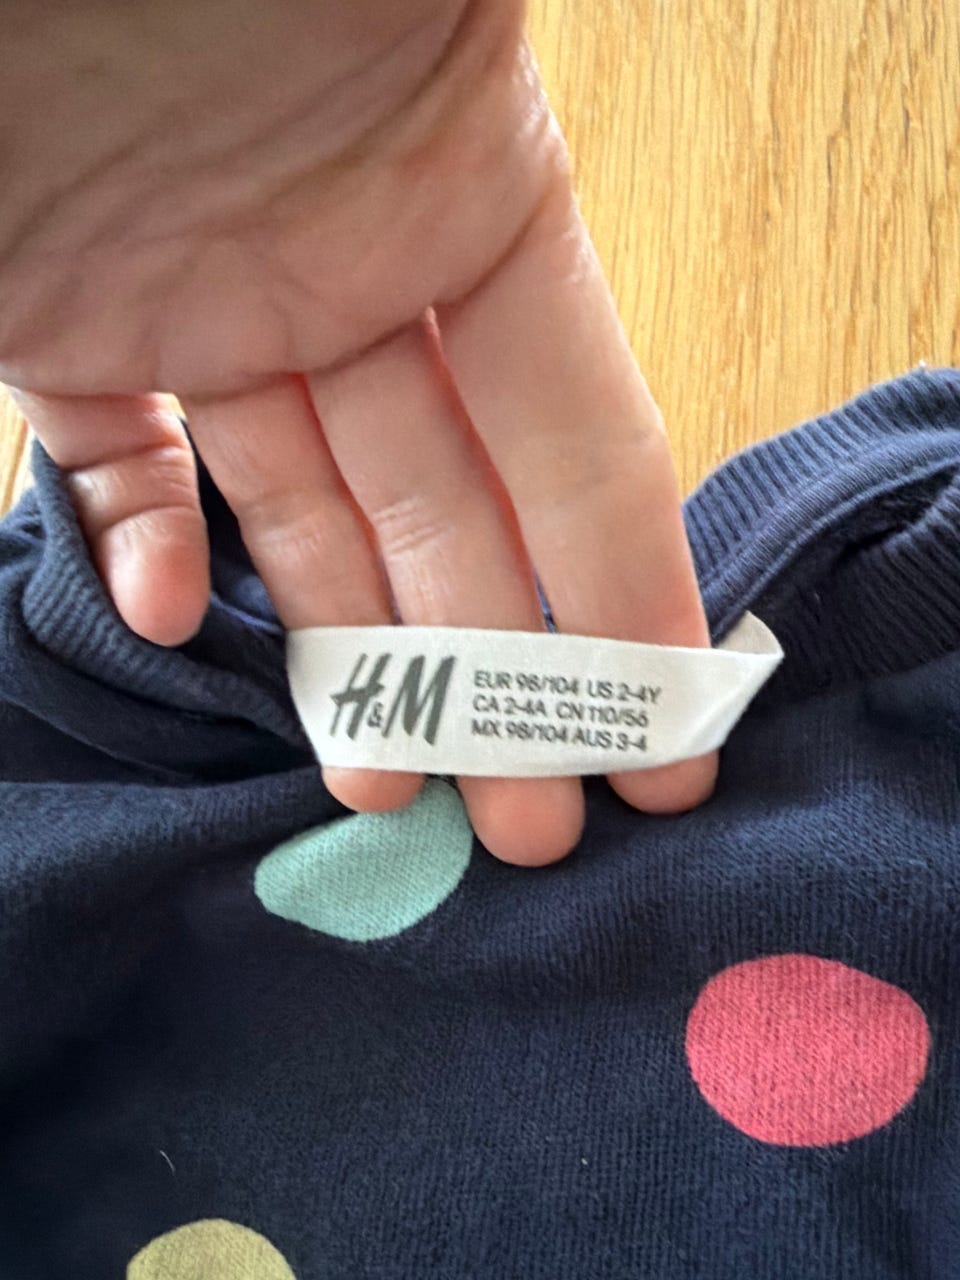 H&M
EUR 98/104 US 2-4Y
CA 2-4A CN 110/56
MX 98/104 AUS 3-4